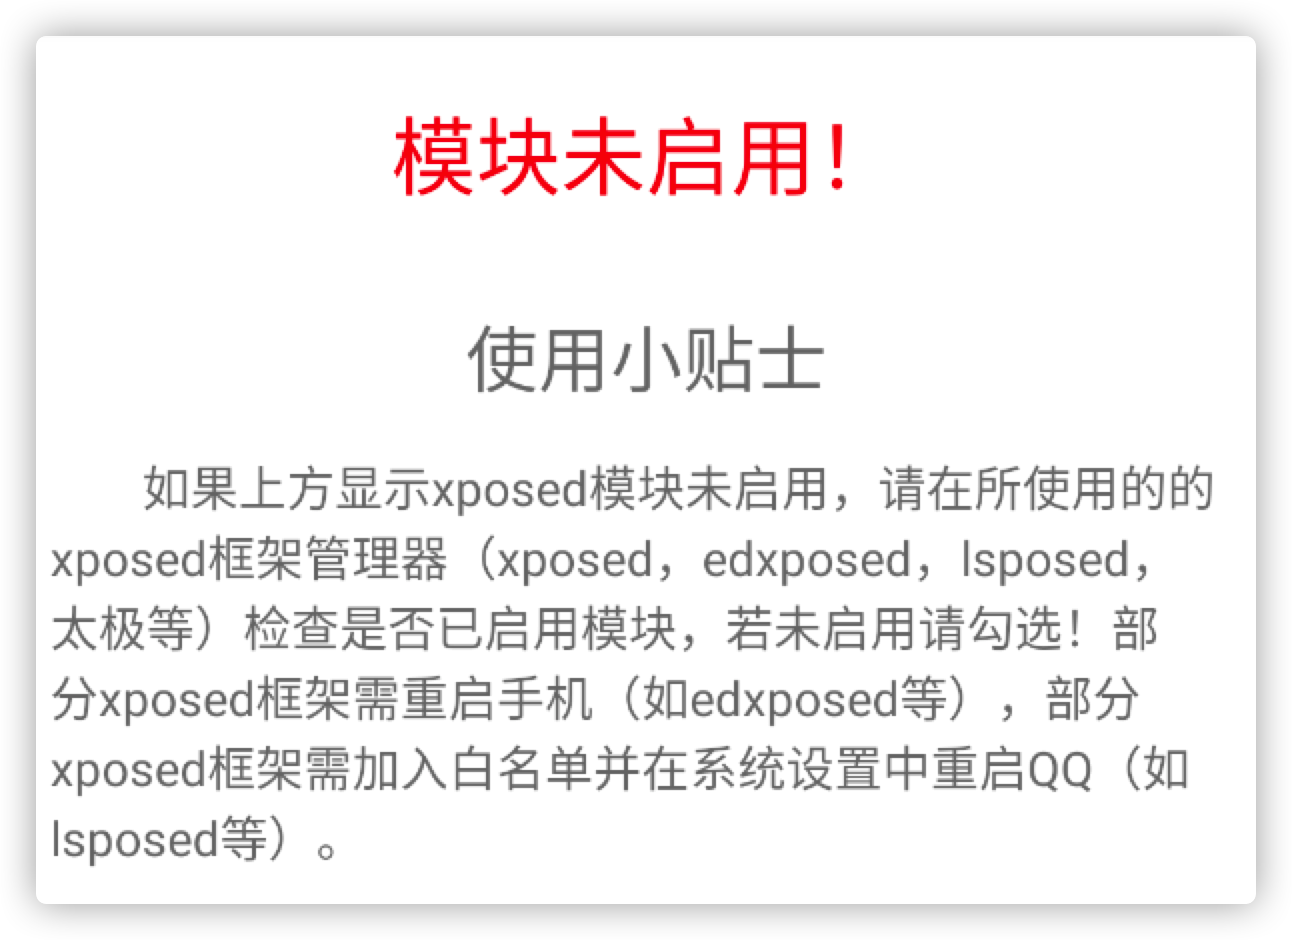 模块未启用！
使用小贴士
如果上方显示xposed模块未启用，请在所使用的的
xposed框架管理器（xposed，edxposed，lsposed，
太极等）检查是否已启用模块，若未启用请勾选！部
分xposed框架需重启手机（如edxposed等），部分
xposed框架需加入白名单并在系统设置中重启QQ（如
lsposed等）。